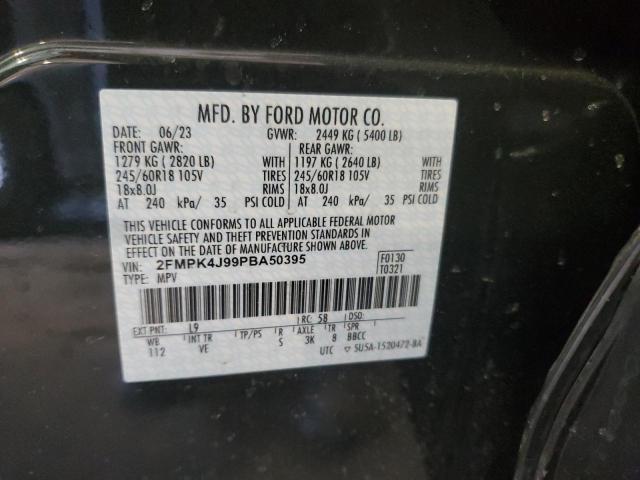 MFD. BY FORD MOTOR CO.
DATE: 06/23 GVWR: 2449 KG ( 5400 LB)
FRONT GAWR: REAR GAWR:
1279 KG ( 2820 LB) WITH 1197 KG ( 2640 LB) WITH
245/60R18 105V TIRES 245/60R18 105V TIRES
18x8.0J RIMS 18x8.0J RIMS
AT 240 kPa/ 35 PSI COLD AT 240 kPa/ 35 PSI COLD
THIS VEHICLE CONFORMS TO ALL APPLICABLE FEDERAL MOTOR
VEHICLE SAFETY AND THEFT PREVENTION STANDARDS IN
EFFECT ON THE DATE OF MANUFACTURE SHOWN ABOVE.
VIN: 2FMPK4J99PBA50395 F0130
TYPE: MPV T0321
EXT PNT: L9 RC: 58 DSO:
WB INT TR TP/PS R AXLE TR SPR
112 VE S 3K 8 BBCC
UTC ▽ 5U5A-1520472-BA